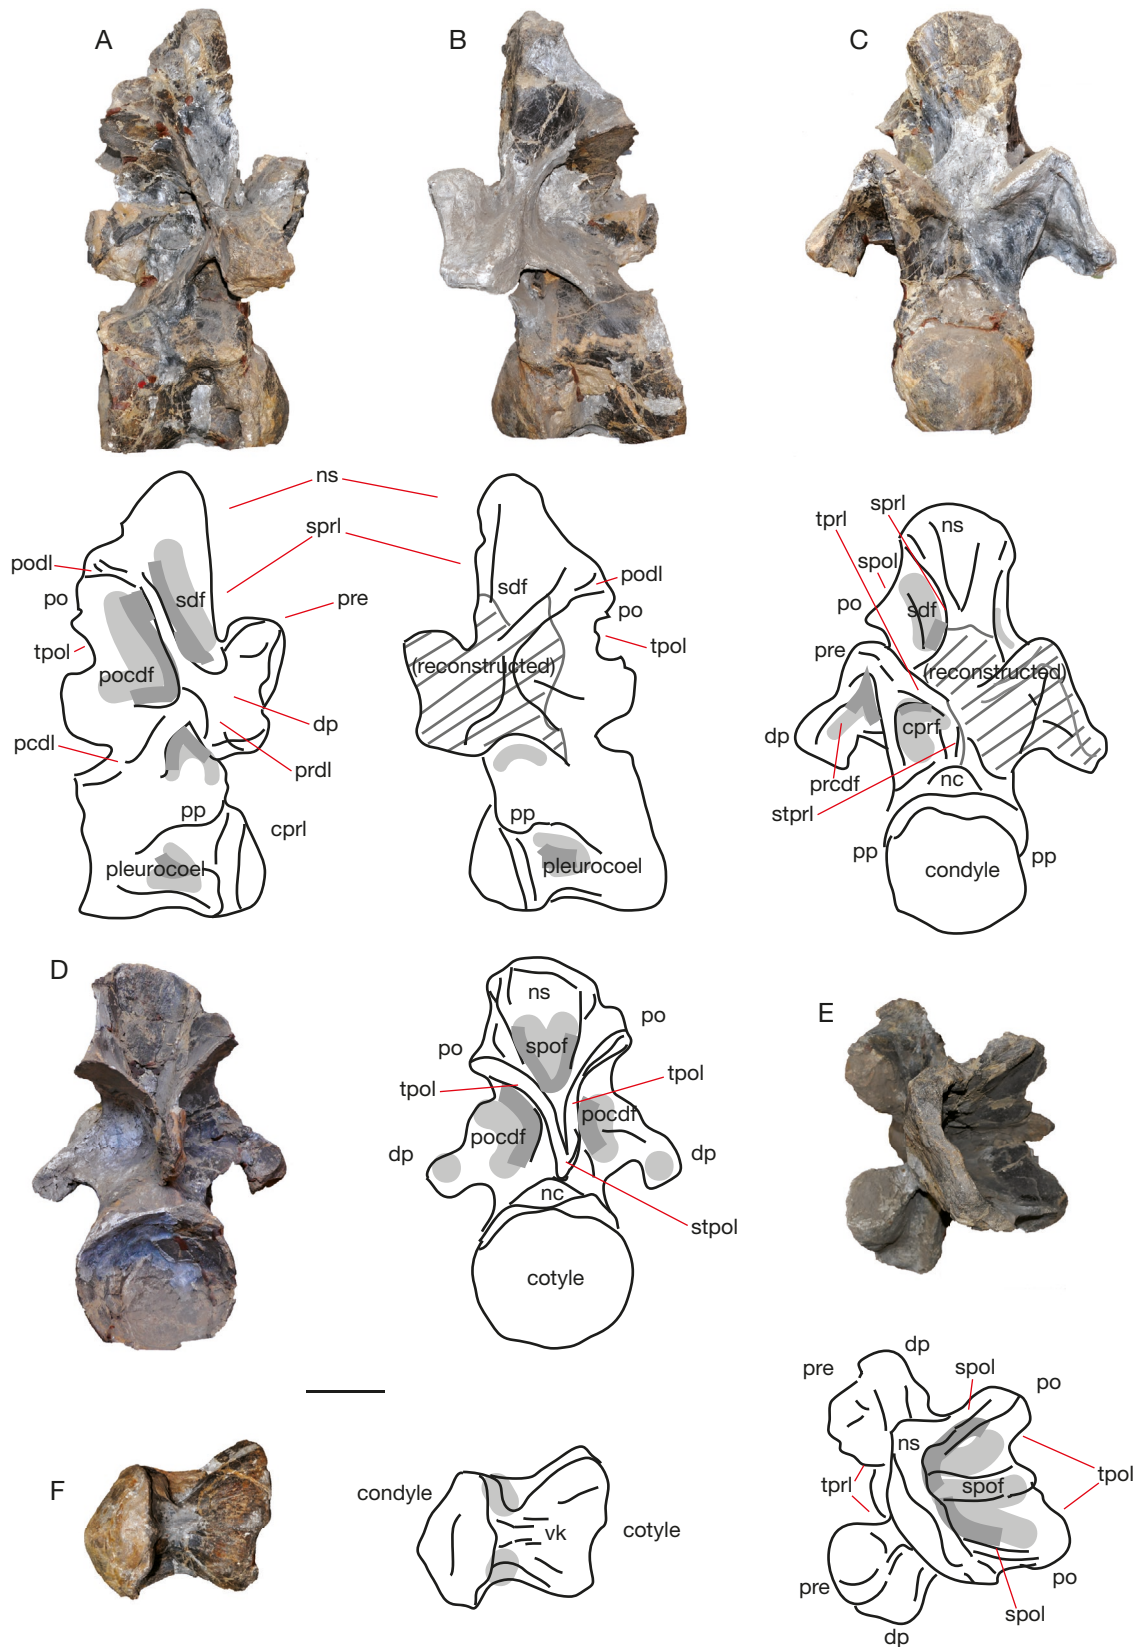 A
B
C
ns
sprl
podl
po
sdf
pre
tpol
pocdf
dp
pcdl
prdl
pp
cprl
pleurocoel
sdf
podl
po
tpol
(reconstructed)
pp
pleurocoel
sprl
tprl
ns
spol
po
sdf
pre
(reconstructed)
dp
cprf
prcdf
nc
stprl
pp
pp
condyle
D
ns
po
spof
po
tpol
tpol
pocdf
pocdf
dp
dp
nc
stpol
cotyle
E
dp
pre
spol
po
ns
tprl
spof
tpol
pre
po
spol
dp
F
condyle
vk
cotyle